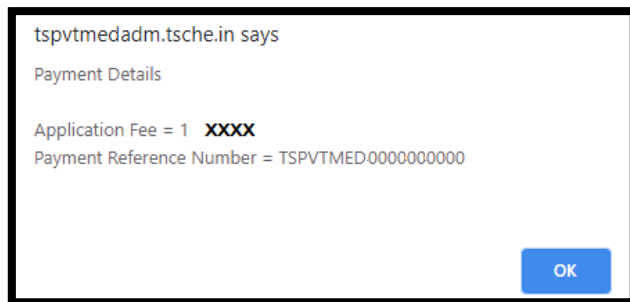 tspvtmedadm.tsche.in says
Payment Details
Application Fee = 1 XXXX
Payment Reference Number = TSPVTMED0000000000
OK